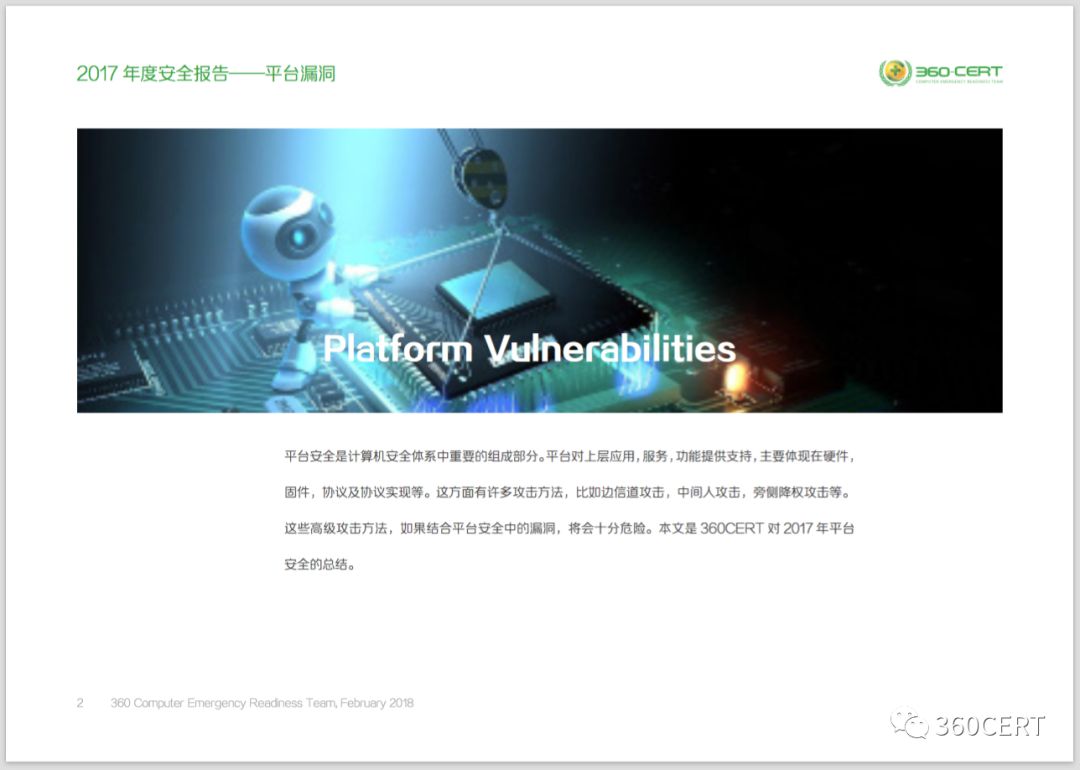 2017 年度安全报告——平台漏洞
360-CERT
COMPUTER EMERGENCY READINESS TEAM
Platform Vulnerabilities
平台安全是计算机安全体系中重要的组成部分。平台对上层应用，服务，功能提供支持，主要体现在硬件，
固件，协议及协议实现等。这方面有许多攻击方法，比如边信道攻击，中间人攻击，旁侧降权攻击等。
这些高级攻击方法，如果结合平台安全中的漏洞，将会十分危险。本文是 360CERT 对 2017 年平台
安全的总结。
2 360 Computer Emergency Readiness Team, February 2018
360CERT